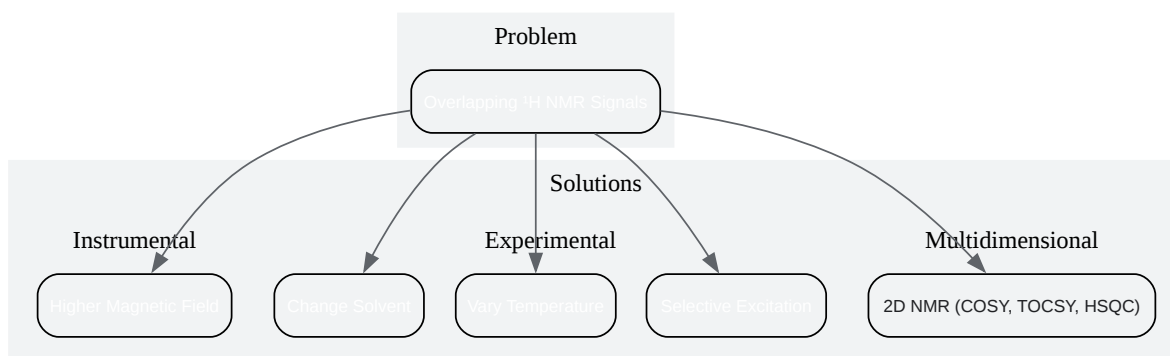 Problem
Overlapping ¹H NMR Signals
Solutions
Instrumental
Experimental
Multidimensional
Higher Magnetic Field
Change Solvent
Vary Temperature
Selective Excitation
2D NMR (COSY, TOCSY, HSQC)